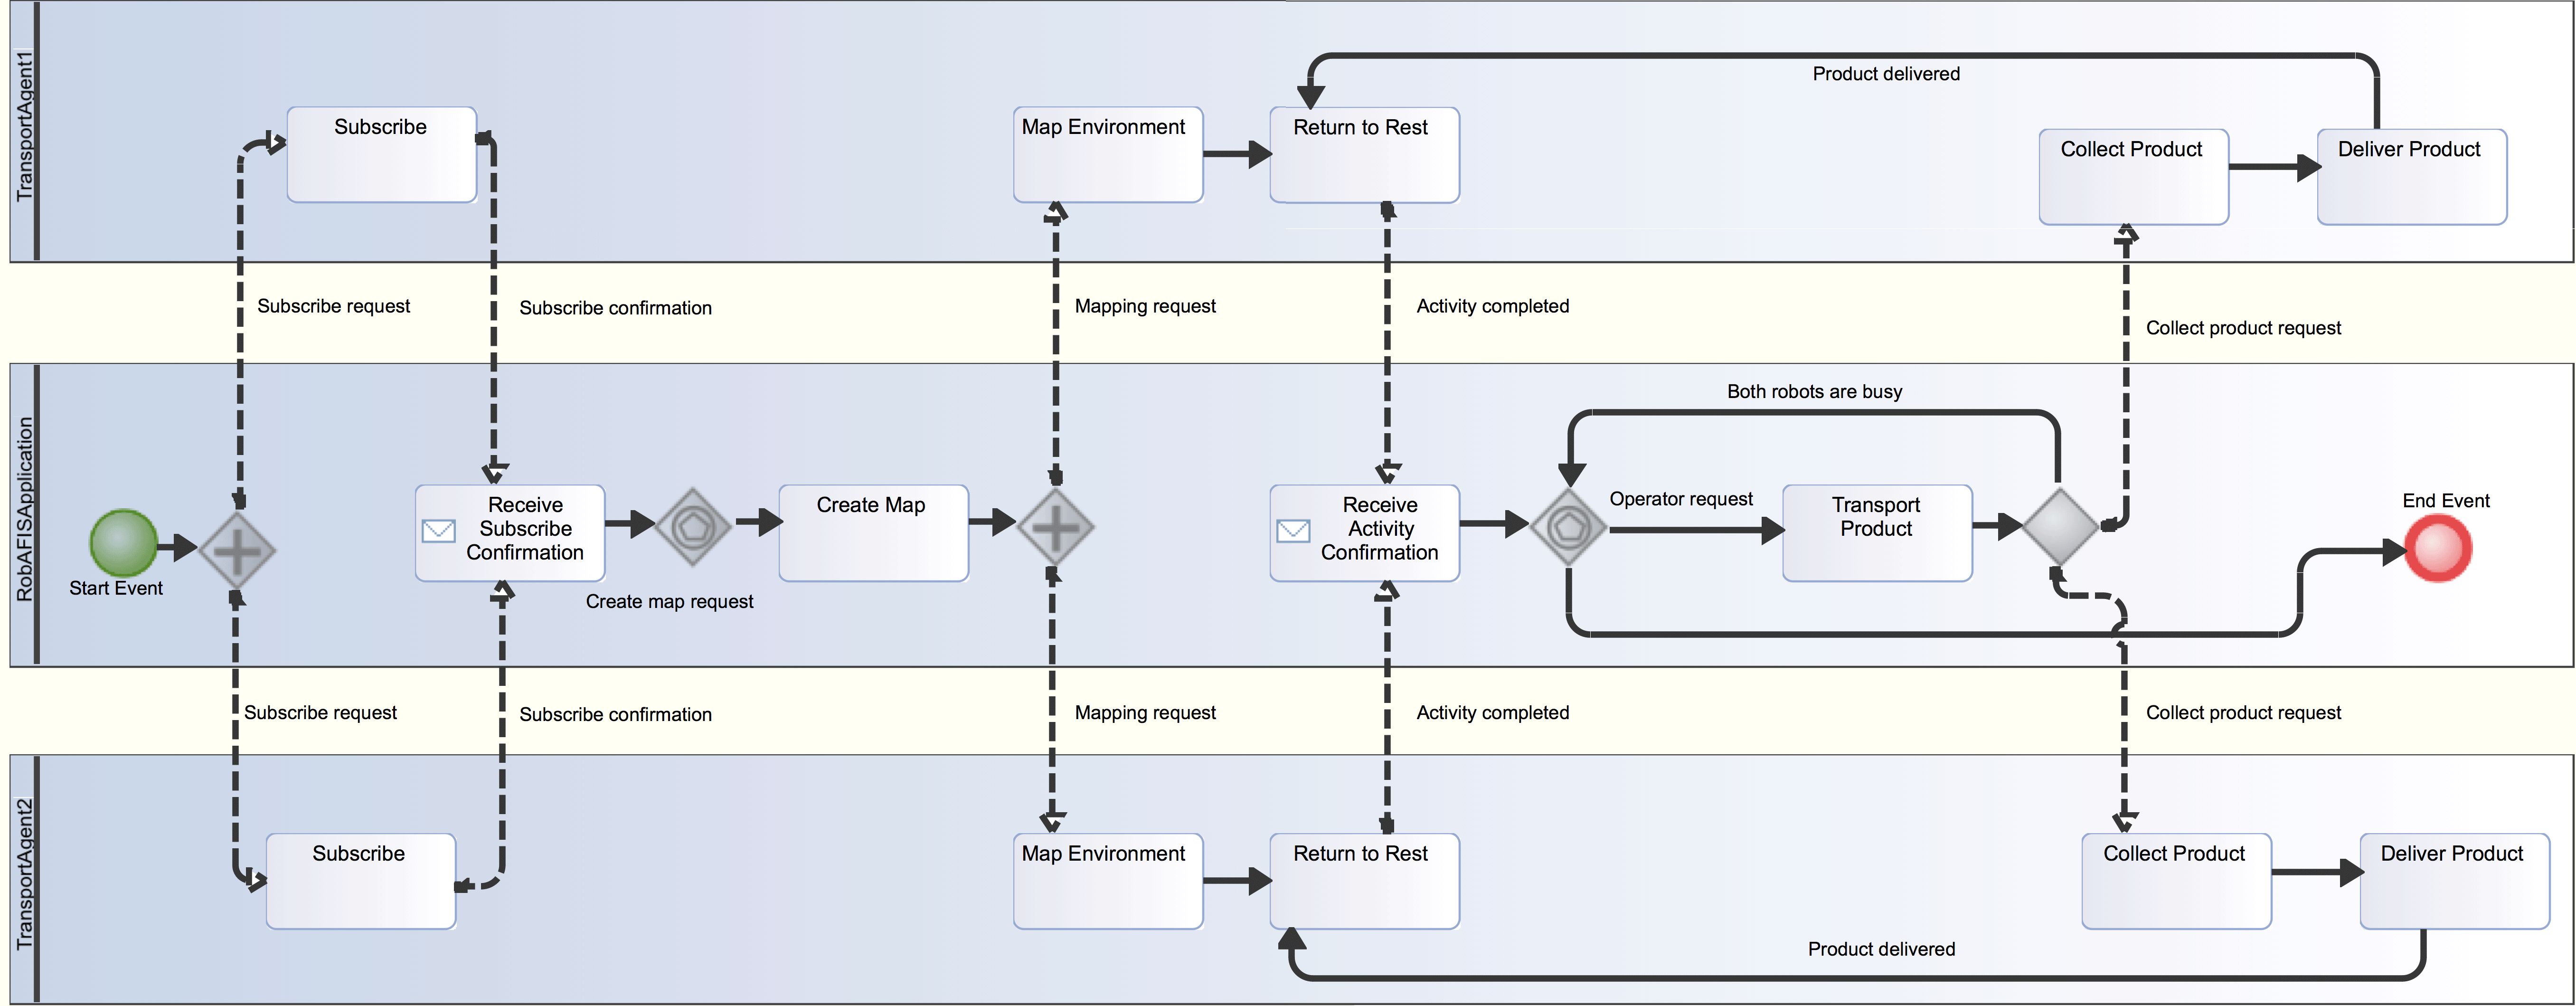 TransportAgent1
Product delivered
Subscribe
Map Environment
Return to Rest
Collect Product
Deliver Product
Subscribe request
Subscribe confirmation
Mapping request
Activity completed
Collect product request
RobAFISApplication
Both robots are busy
Start Event
Receive
Subscribe
Confirmation
Create map request
Create Map
Receive
Activity
Confirmation
Operator request
Transport
Product
End Event
Subscribe request
Subscribe confirmation
Mapping request
Activity completed
Collect product request
TransportAgent2
Subscribe
Map Environment
Return to Rest
Collect Product
Deliver Product
Product delivered